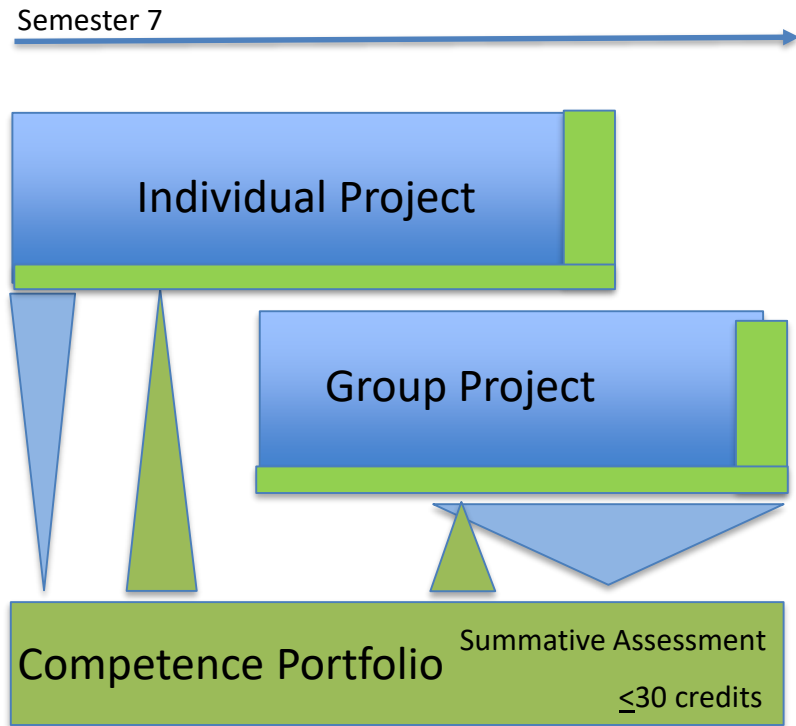 Semester 7
Individual Project
Group Project
Competence Portfolio
Summative Assessment
≤30 credits